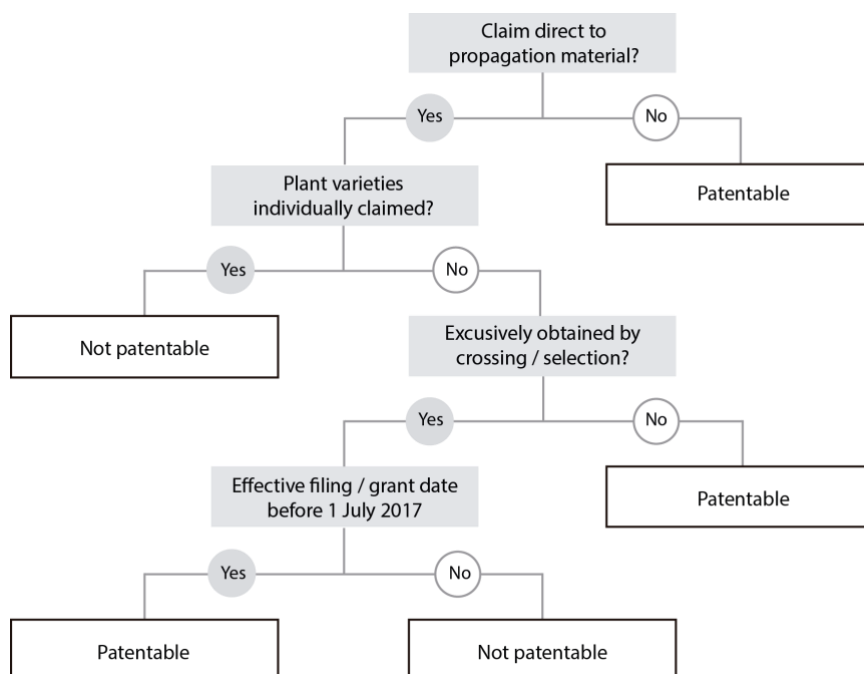 Claim direct to
propagation material?
Yes
No
Plant varieties
individually claimed?
Patentable
Yes
No
Not patentable
Excusively obtained by
crossing / selection?
Yes
No
Effective filing / grant date
before 1 July 2017
Patentable
Yes
No
Patentable
Not patentable